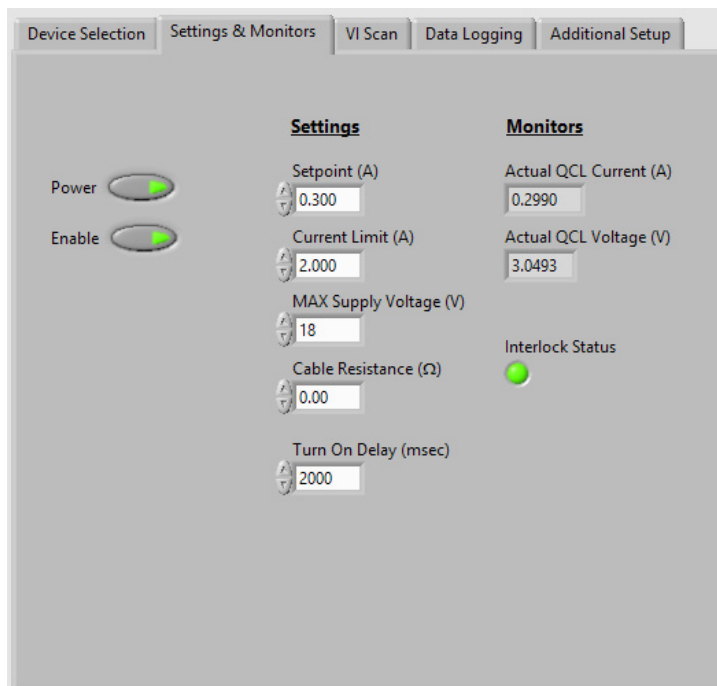 Device Selection
Settings & Monitors
VI Scan
Data Logging
Additional Setup
Power
Enable
Settings
Setpoint (A)
0.300
Current Limit (A)
2.000
MAX Supply Voltage (V)
18
Cable Resistance (Ω)
0.00
Turn On Delay (msec)
2000
Monitors
Actual QCL Current (A)
0.2990
Actual QCL Voltage (V)
3.0493
Interlock Status